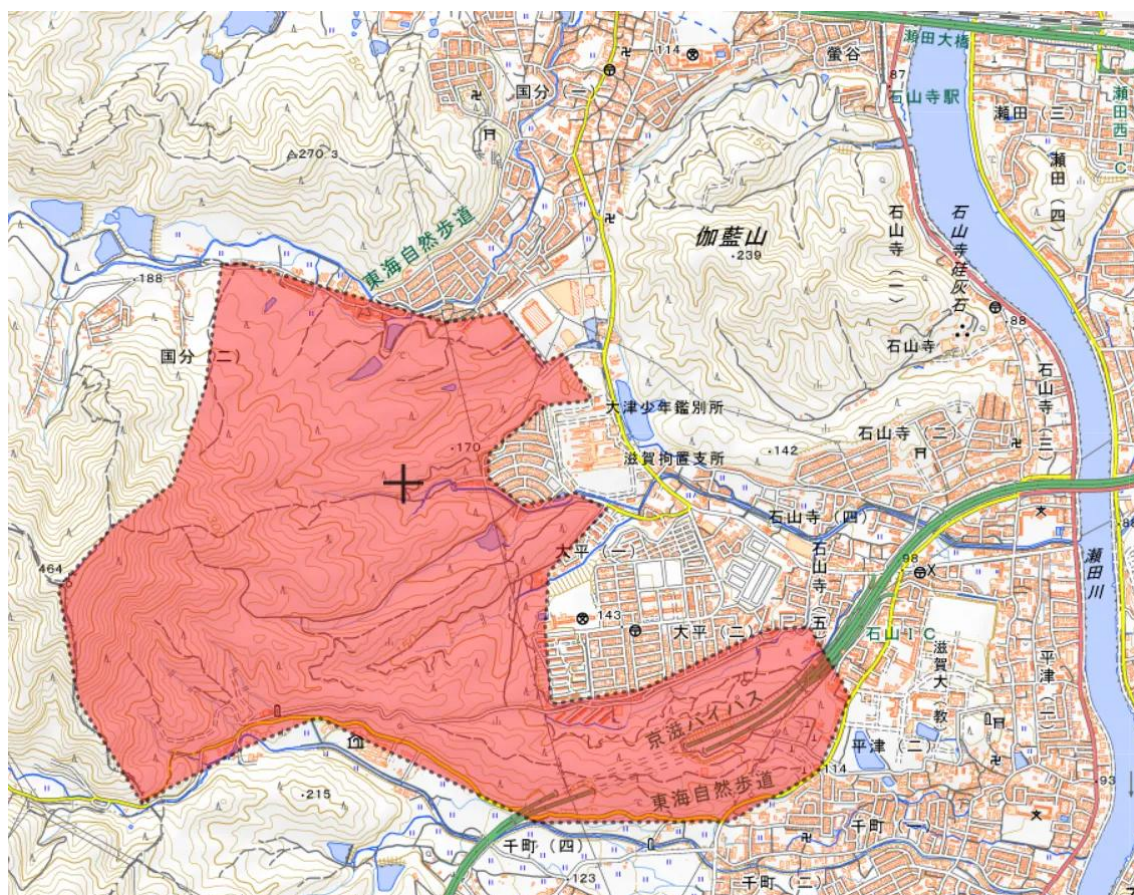 瀬田大橋
114
螢谷
87
国分(一)
石山寺駅
瀬田(三)
瀬田西IC
270.3
瀬田(四)
石山寺硅灰石
石山寺(一)
伽藍山
239
東海自然歩道
188
88
石山寺
国分(二)
石山寺(三)
大津少年鑑別所
石山寺(二)
170
142
滋賀拘置支所
石山寺(四)
大平(一)
石山寺(五)
98
瀬田川
464
143
大平(二)
石山IC
滋賀大(教)
平津(一)
京滋バイパス
平津(二)
114
東海自然歩道
93
215
千町(一)
千町(四)
123
千町(二)